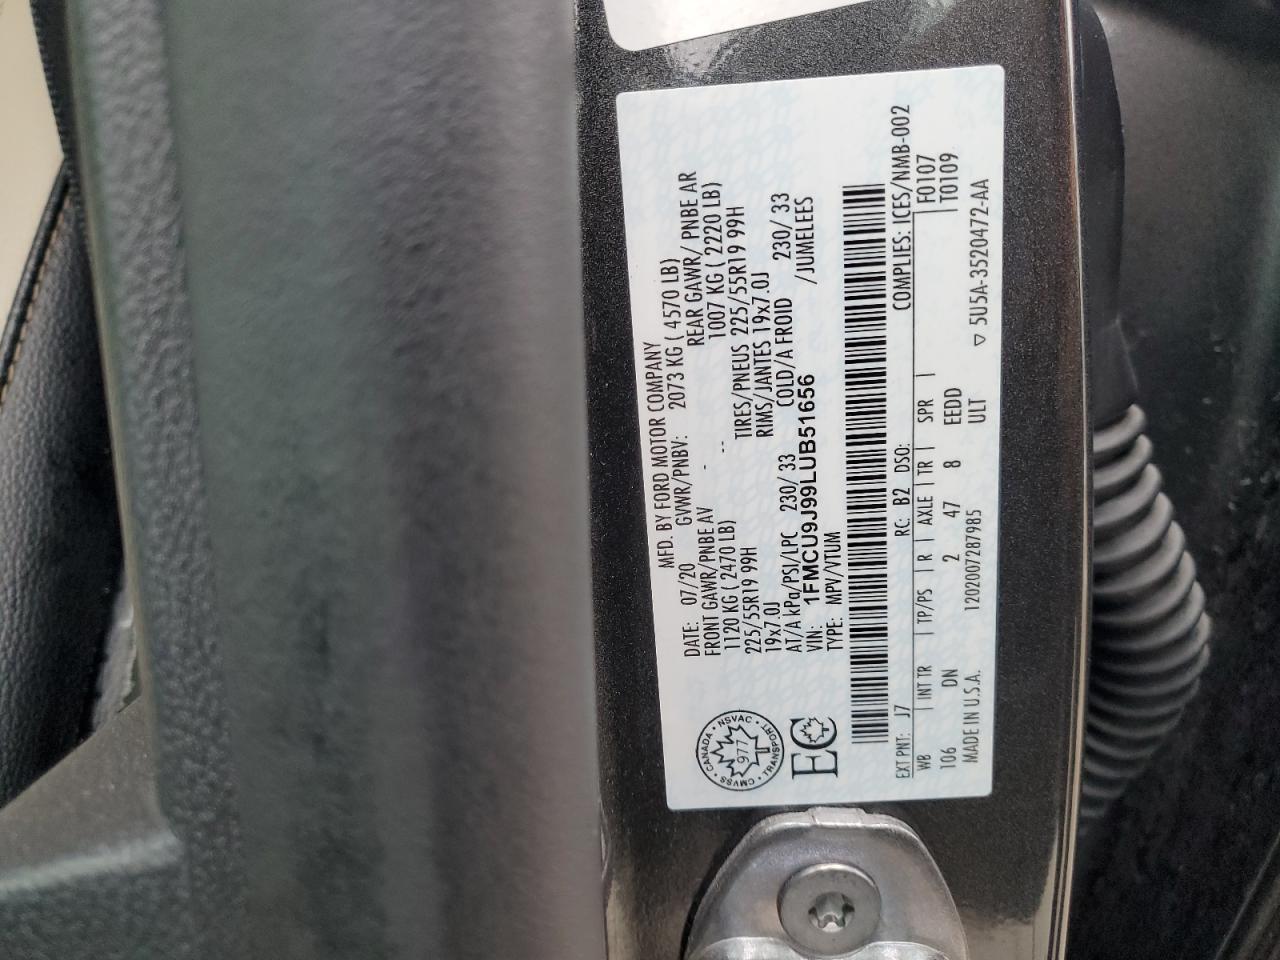 MFD. BY FORD MOTOR COMPANY
DATE: 07/20 GVWR/PNBV: 2073 KG ( 4570 LB)
FRONT GAWR/PNBE AV - REAR GAWR/ PNBE AR
1120 KG ( 2470 LB) -- 1007 KG ( 2220 LB)
225/55R19 99H TIRES/PNEUS 225/55R19 99H
19x7.0J RIMS/JANTES 19x7.0J
AT/A kPa/PSI/LPC 230/ 33 COLD/A FROID 230/ 33
VIN: 1FMCU9J99LUB51656 /JUMELEES
TYPE: MPV/VTUM
CANADA • NSVAC • TRANSPORT • CMVSS •
977
EC
COMPLIES: ICES/NMB-002
EXT PNT: J7 RC: B2 DSO: F0107
WB | INT TR | TP/PS | R | AXLE | TR | SPR | T0109
106 DN 2 47 8 EEDD
ULT
MADE IN U.S.A. 1202007287985 ▽ 5U5A-3520472-AA